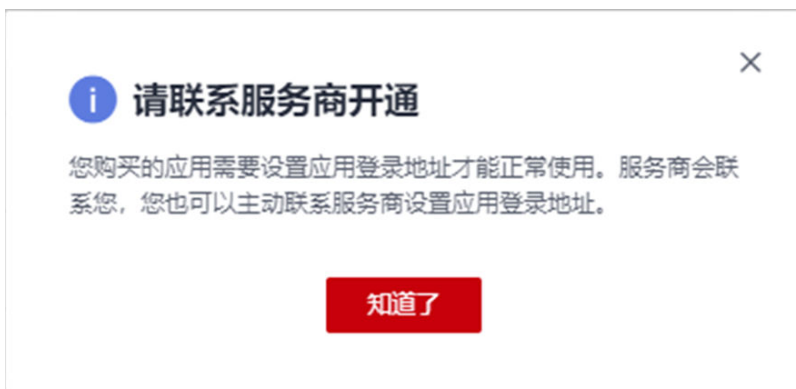 请联系服务商开通
您购买的应用需要设置应用登录地址才能正常使用。服务商会联
系您，您也可以主动联系服务商设置应用登录地址。
知道了